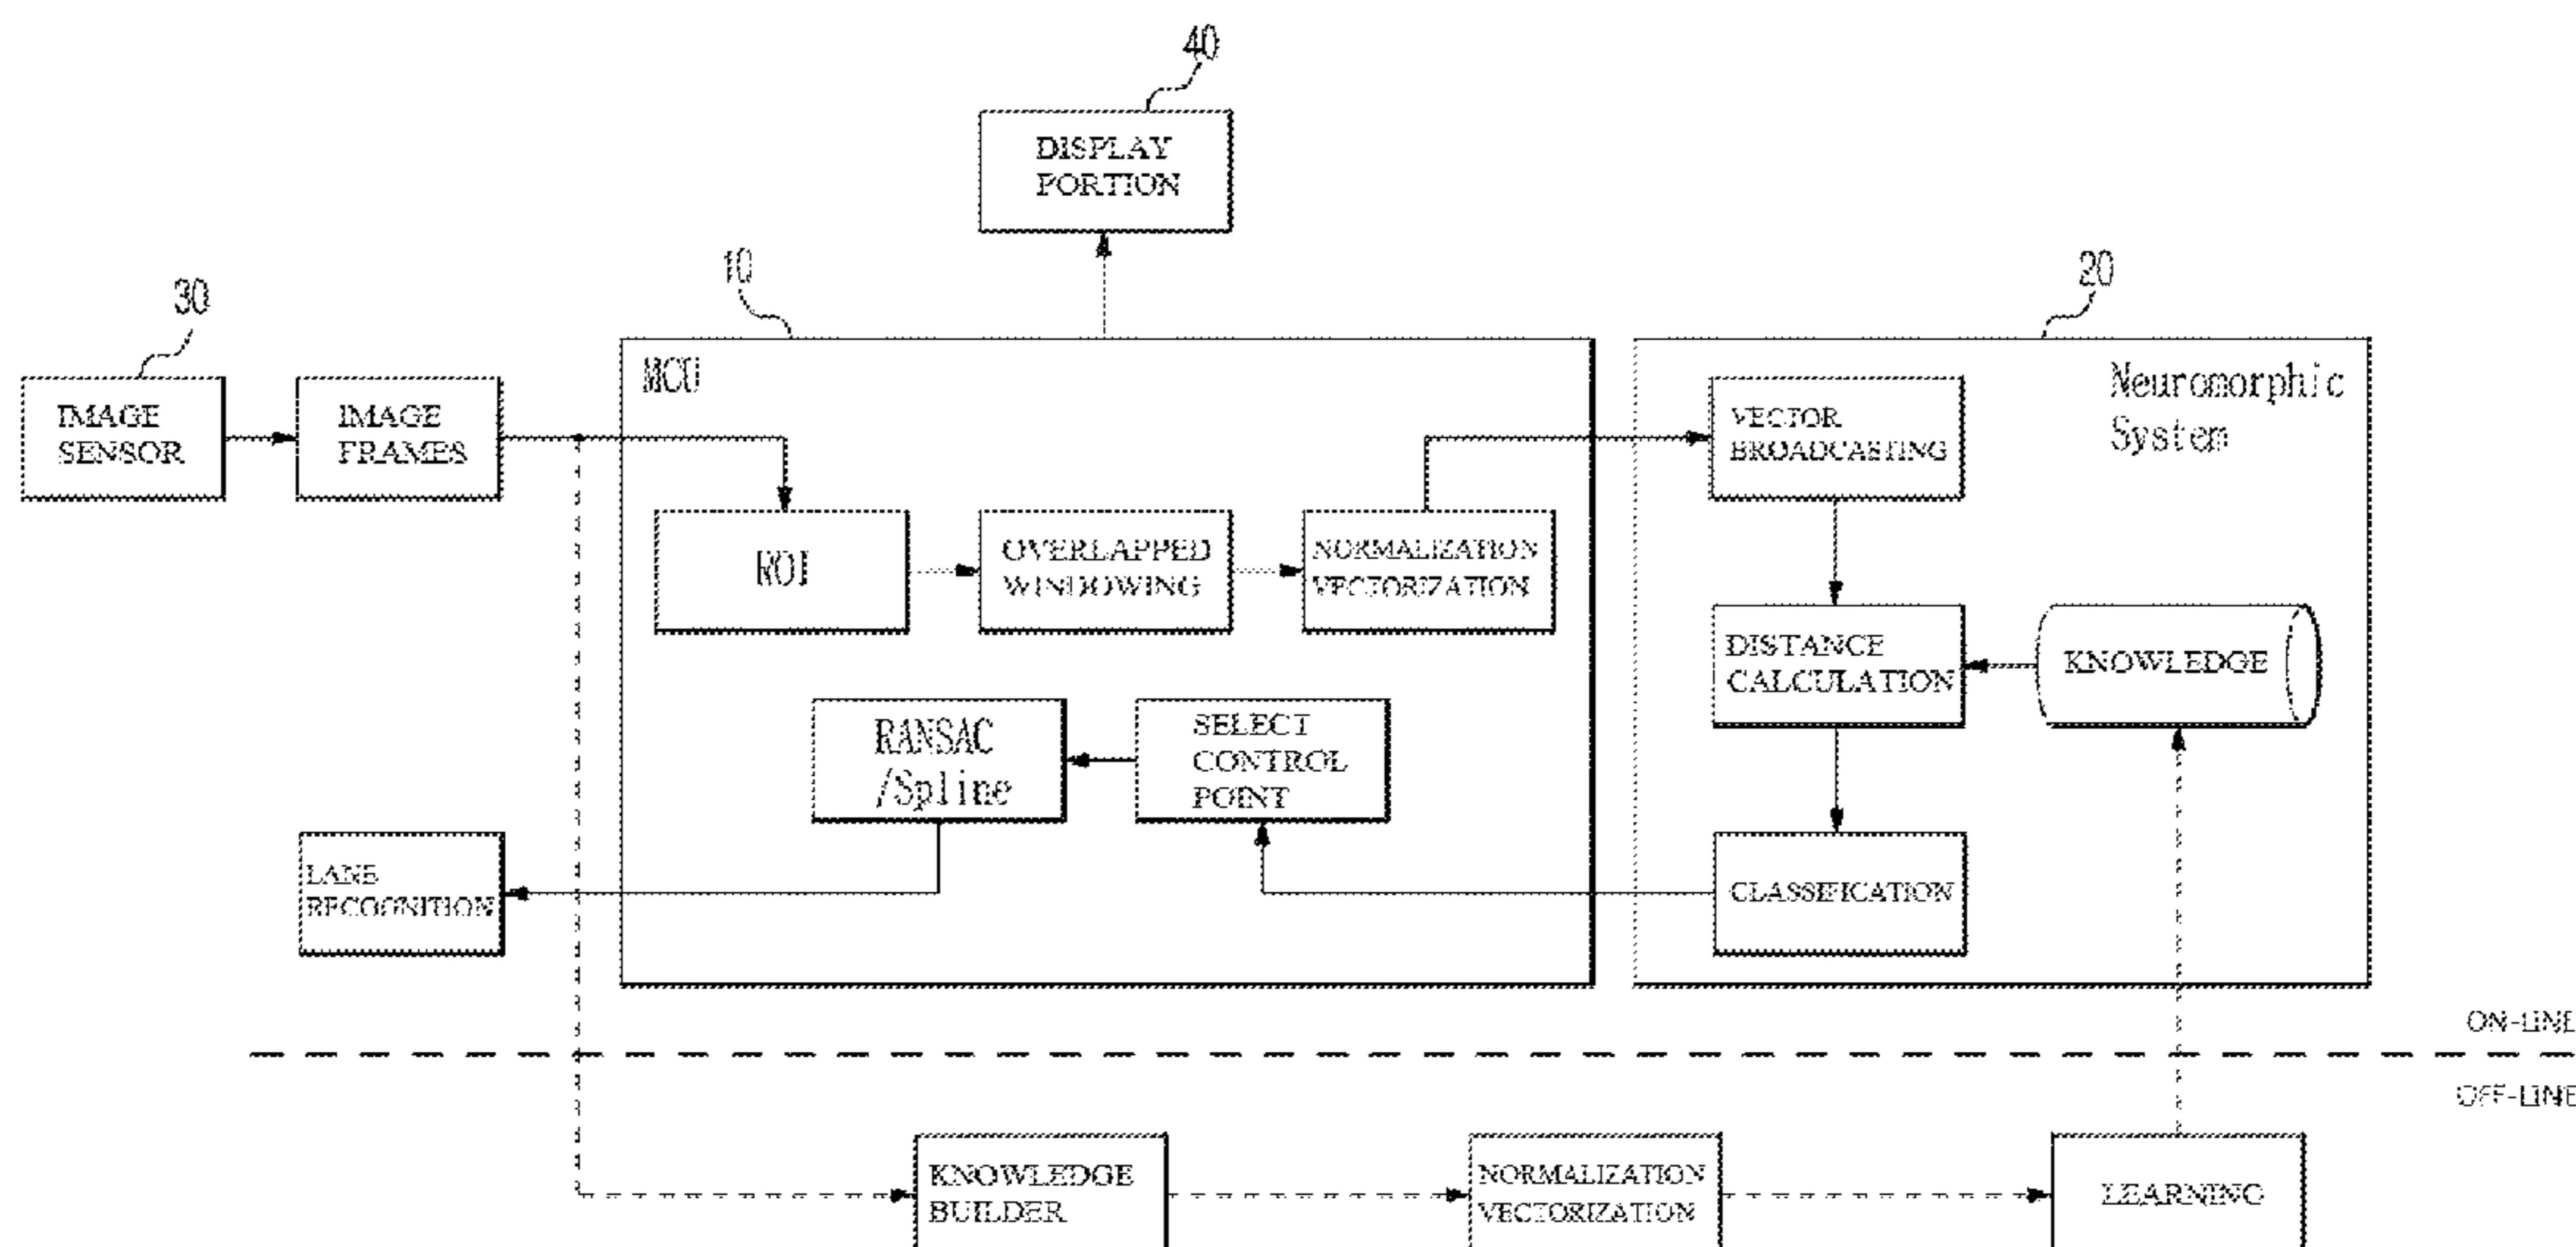 40
DISPLAY
PORTION
10
20
30
MCU
Neuromorphic
System
IMAGE
SENSOR
IMAGE
FRAMES
VECTOR
BROADCASTING
ROI
OVERLAPPED
WINDOWING
NORMALIZATION
VECTORIZATION
DISTANCE
CALCULATION
KNOWLEDGE
RANSAC
/Spline
SELECT
CONTROL
POINT
LANE
RECOGNITION
CLASSIFICATION
ON-LINE
OFF-LINE
KNOWLEDGE
BUILDER
NORMALIZATION
VECTORIZATION
LEARNING